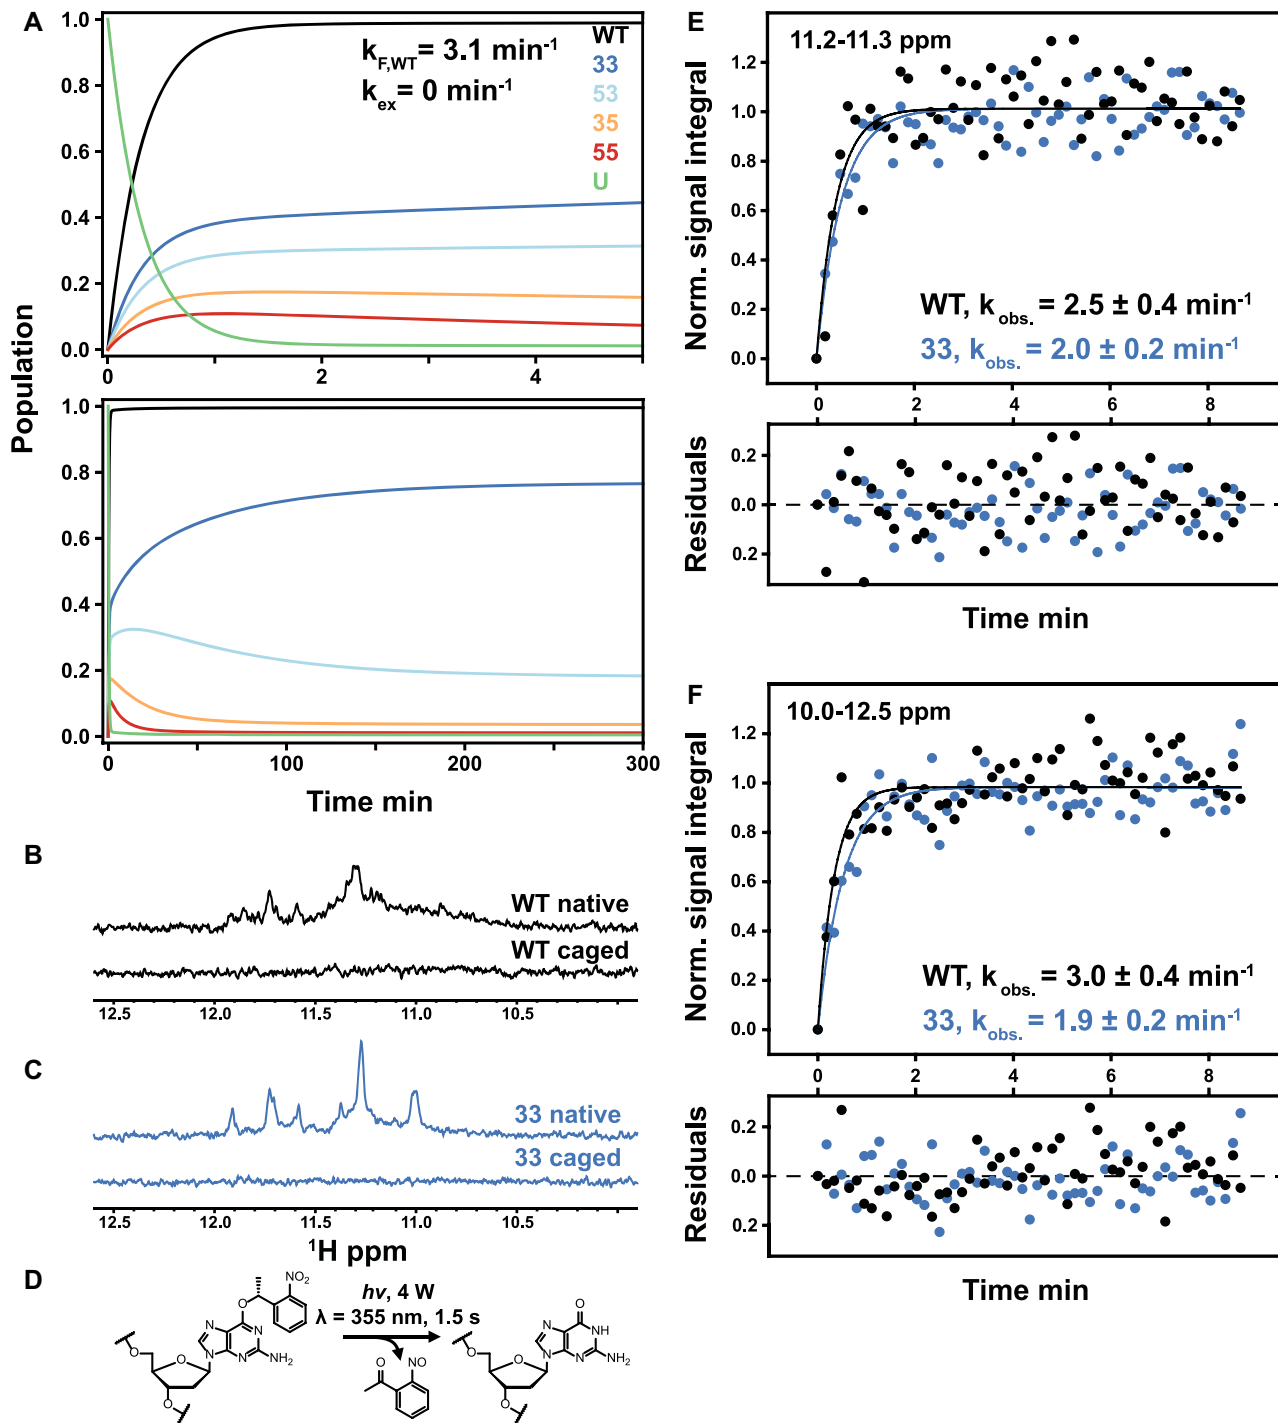 A
k_F,WT = 3.1 min⁻¹
k_ex = 0 min⁻¹
WT
33
53
35
55
U
1.0
0.8
0.6
0.4
0.2
0.0
0
2
4
Population
1.0
0.8
0.6
0.4
0.2
0.0
0
100
200
300
Time min
B
WT native
WT caged
12.5
12.0
11.5
11.0
10.5
C
33 native
33 caged
12.5
12.0
11.5
11.0
10.5
¹H ppm
D
NO₂
O
N
N
N
N
NH₂
O
O
O
hν, 4 W
λ = 355 nm, 1.5 s
O
NO
O
N
NH
N
N
NH₂
O
O
O
E
11.2-11.3 ppm
1.2
1.0
0.8
0.6
0.4
0.2
0.0
Norm. signal integral
WT, k_obs. = 2.5 ± 0.4 min⁻¹
33, k_obs. = 2.0 ± 0.2 min⁻¹
0
2
4
6
8
0.2
0.0
0.2
Residuals
Time min
F
10.0-12.5 ppm
1.2
1.0
0.8
0.6
0.4
0.2
0.0
Norm. signal integral
WT, k_obs. = 3.0 ± 0.4 min⁻¹
33, k_obs. = 1.9 ± 0.2 min⁻¹
0
2
4
6
8
0.2
0.0
0.2
Residuals
Time min